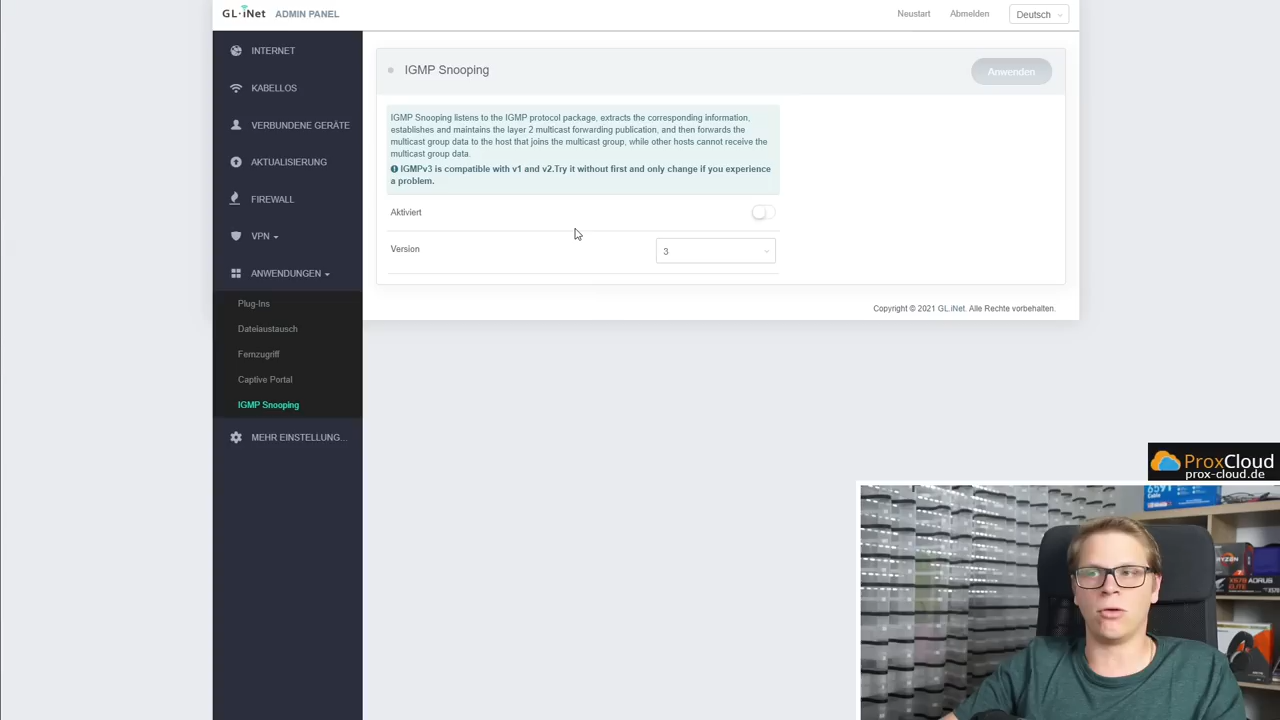 GL·iNet ADMIN PANEL
Neustart Abmelden Deutsch
INTERNET
KABELLOS
VERBUNDENE GERÄTE
AKTUALISIERUNG
FIREWALL
VPN
ANWENDUNGEN
Plug-Ins
Dateiaustausch
Fernzugriff
Captive Portal
IGMP Snooping
MEHR EINSTELLUNG...
IGMP Snooping
Anwenden
IGMP Snooping listens to the IGMP protocol package, extracts the corresponding information,
establishes and maintains the layer 2 multicast forwarding publication, and then forwards the
multicast group data to the host that joins the multicast group, while other hosts cannot receive the
multicast group data.
IGMPv3 is compatible with v1 and v2.Try it without first and only change if you experience
a problem.
Aktiviert
Version
3
Copyright © 2021 GL.iNet. Alle Rechte vorbehalten.
ProxCloud
prox-cloud.de
RYZEN
X570 AORUS
ELITE